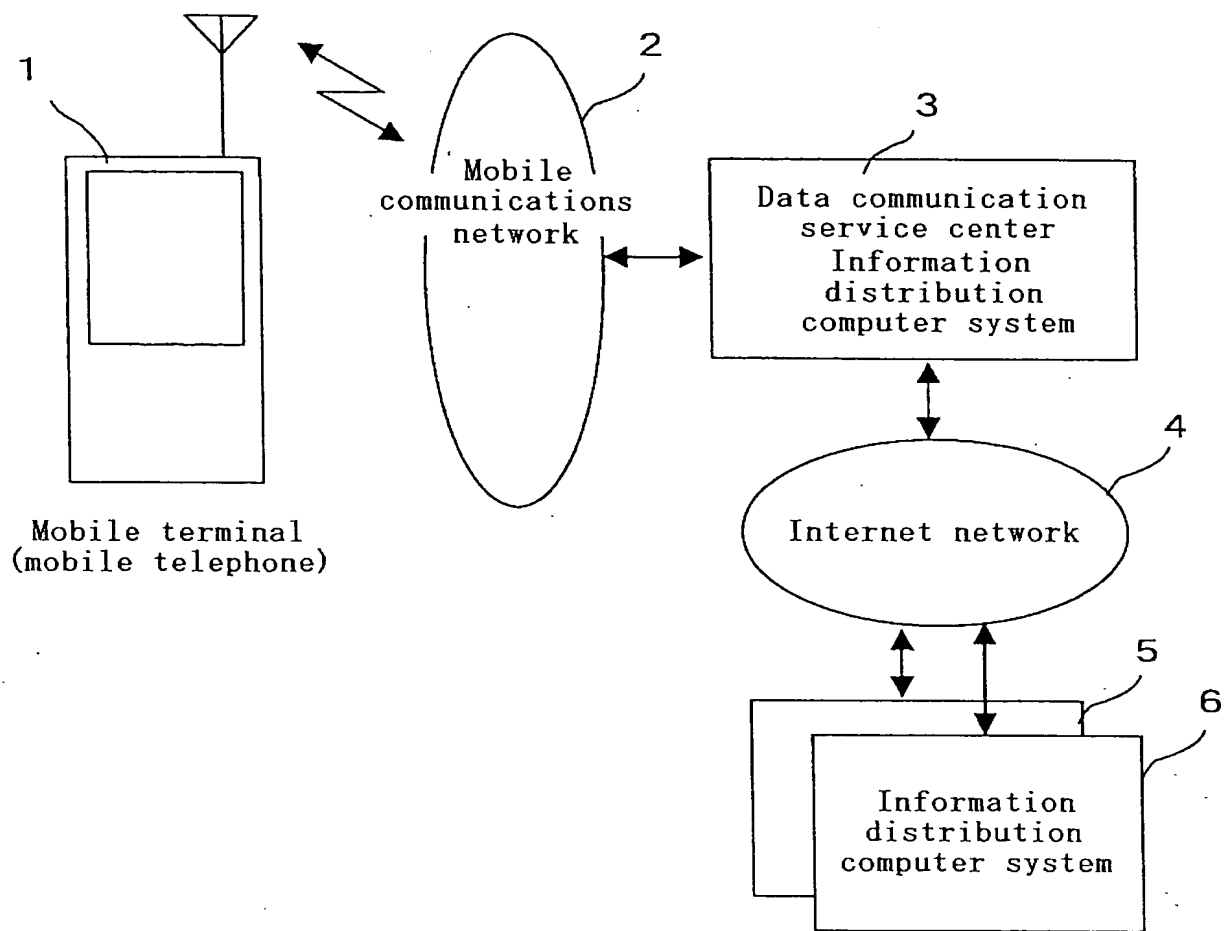 1
2
Mobile
communications
network
3
Data communication
service center
Information
distribution
computer system
4
Internet network
Mobile terminal
(mobile telephone)
5
6
Information
distribution
computer system